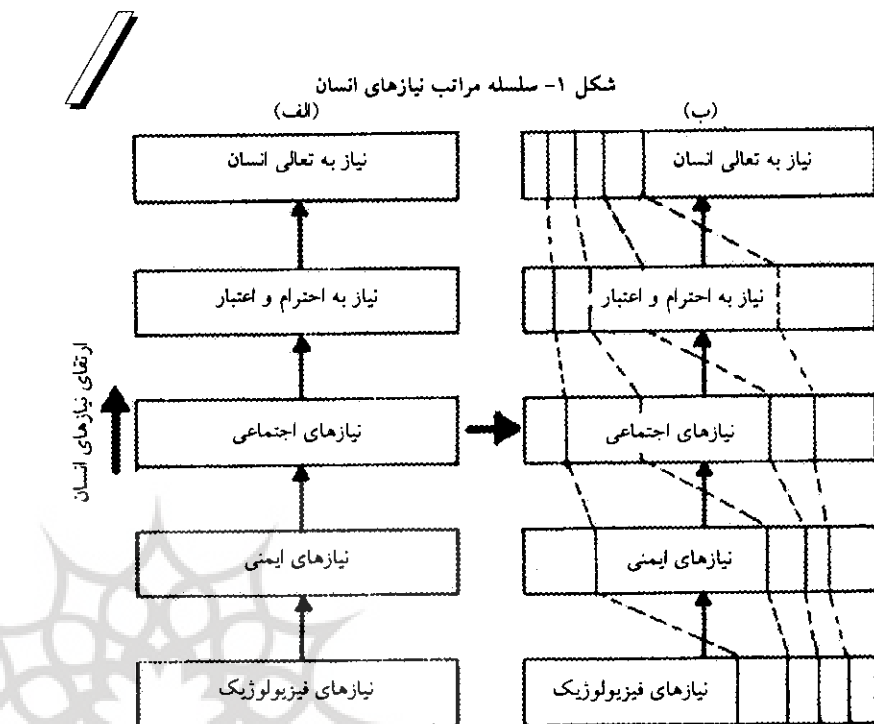 شکل ۱- سلسله مراتب نیازهای انسان
(الف)
(ب)
نیاز به تعالی انسان
نیاز به تعالی انسان
نیاز به احترام و اعتبار
نیاز به احترام و اعتبار
ارتقای نیازهای انسان
نیازهای اجتماعی
نیازهای اجتماعی
نیازهای ایمنی
نیازهای ایمنی
نیازهای فیزیولوژیک
نیازهای فیزیولوژیک